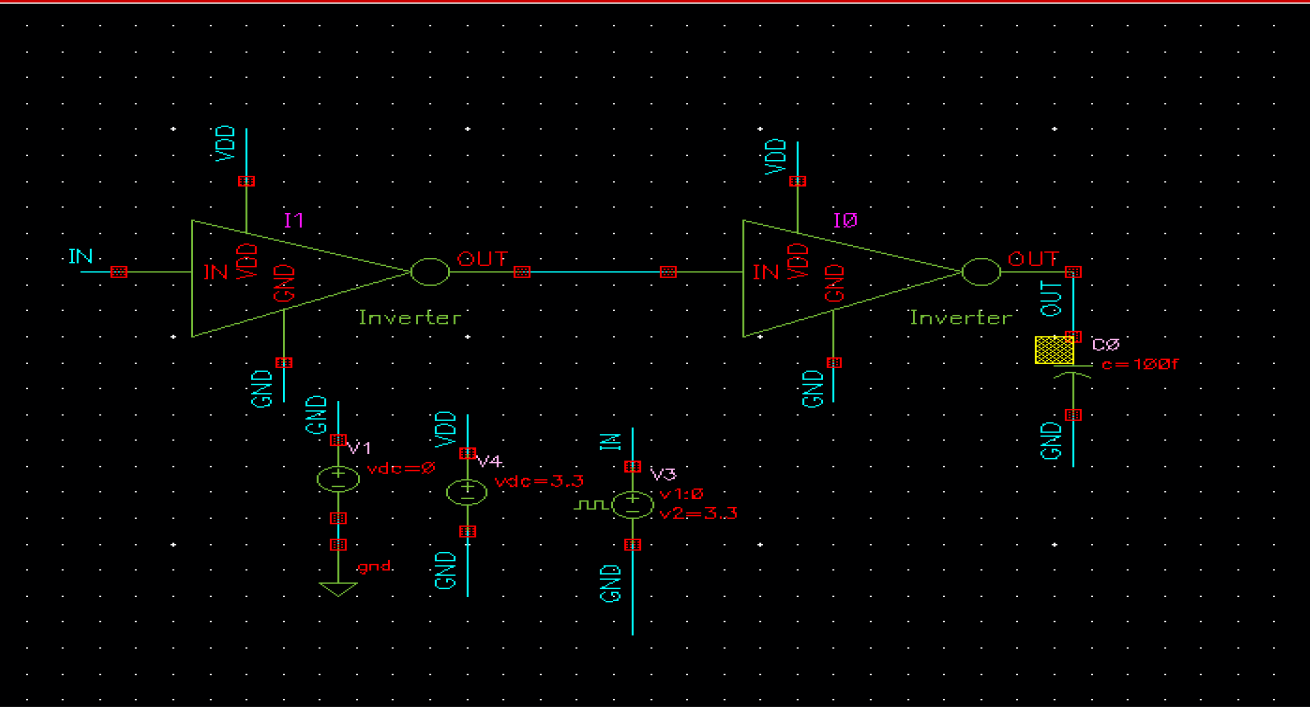 VDD
VDD
I1
I0
IN
IN
VDD
GND
OUT
IN
VDD
GND
OUT
OUT
Inverter
Inverter
C0
c=100f
GND
GND
GND
GND
V1
vdc=0
gnd
VDD
V4
vdc=3.3
GND
IN
V3
v1:0
v2=3.3
GND